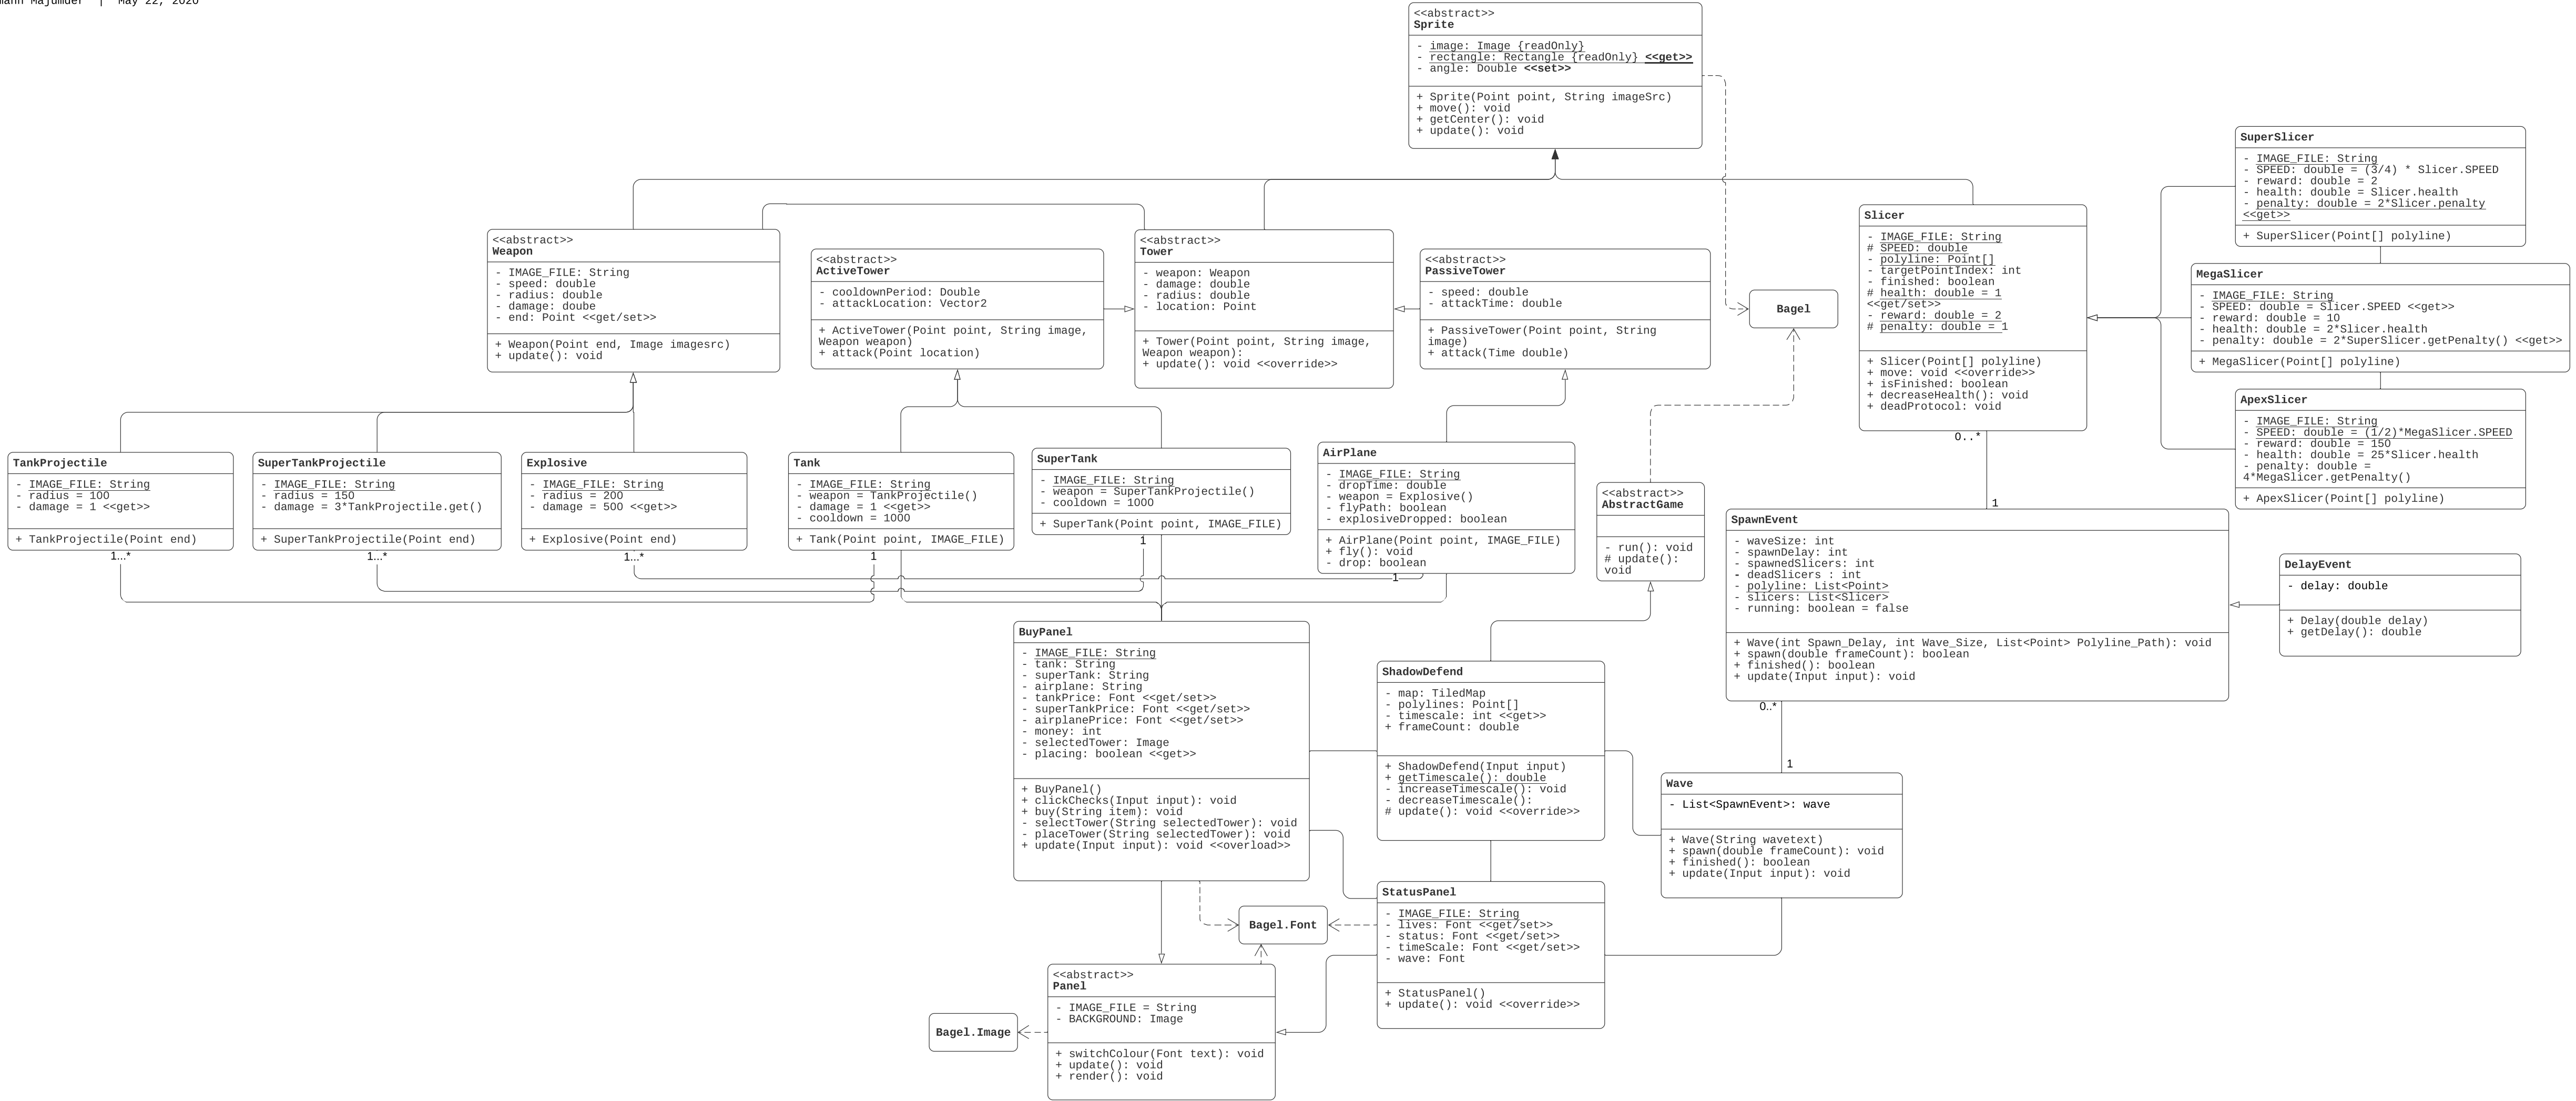 Majumder | May 22, 2020
<<abstract>>
Sprite
- image: Image {readOnly}
- rectangle: Rectangle {readOnly} <<get>>
- angle: Double <<set>>
+ Sprite(Point point, String imageSrc)
+ move(): void
+ getCenter(): void
+ update(): void
SuperSlicer
- IMAGE_FILE: String
- SPEED: double = (3/4) * Slicer.SPEED
- reward: double = 2
- health: double = Slicer.health
- penalty: double = 2*Slicer.penalty
<<get>>
+ SuperSlicer(Point[] polyline)
<<abstract>>
Weapon
- IMAGE_FILE: String
- speed: double
- radius: double
- damage: doube
- end: Point <<get/set>>
+ Weapon(Point end, Image imagesrc)
+ update(): void
<<abstract>>
ActiveTower
- cooldownPeriod: Double
- attackLocation: Vector2
+ ActiveTower(Point point, String image,
Weapon weapon)
+ attack(Point location)
<<abstract>>
Tower
- weapon: Weapon
- damage: double
- radius: double
- location: Point
+ Tower(Point point, String image,
Weapon weapon):
+ update(): void <<override>>
<<abstract>>
PassiveTower
- speed: double
- attackTime: double
+ PassiveTower(Point point, String
image)
+ attack(Time double)
Bagel
Slicer
- IMAGE_FILE: String
# SPEED: double
- polyline: Point[]
- targetPointIndex: int
- finished: boolean
# health: double = 1
<<get/set>>
- reward: double = 2
# penalty: double = 1
+ Slicer(Point[] polyline)
+ move: void <<override>>
+ isFinished: boolean
+ decreaseHealth(): void
+ deadProtocol: void
0..*
1
MegaSlicer
- IMAGE_FILE: String
- SPEED: double = Slicer.SPEED <<get>>
- reward: double = 10
- health: double = 2*Slicer.health
- penalty: double = 2*SuperSlicer.getPenalty() <<get>>
+ MegaSlicer(Point[] polyline)
ApexSlicer
- IMAGE_FILE: String
- SPEED: double = (1/2)*MegaSlicer.SPEED
- reward: double = 150
- health: double = 25*Slicer.health
- penalty: double =
4*MegaSlicer.getPenalty()
+ ApexSlicer(Point[] polyline)
TankProjectile
- IMAGE_FILE: String
- radius = 100
- damage = 1 <<get>>
+ TankProjectile(Point end)
1...*
SuperTankProjectile
- IMAGE_FILE: String
- radius = 150
- damage = 3*TankProjectile.get()
+ SuperTankProjectile(Point end)
1...*
Explosive
- IMAGE_FILE: String
- radius = 200
- damage = 500 <<get>>
+ Explosive(Point end)
1...*
Tank
- IMAGE_FILE: String
- weapon = TankProjectile()
- damage = 1 <<get>>
- cooldown = 1000
+ Tank(Point point, IMAGE_FILE)
1
SuperTank
- IMAGE_FILE: String
- weapon = SuperTankProjectile()
- cooldown = 1000
+ SuperTank(Point point, IMAGE_FILE)
1
AirPlane
- IMAGE_FILE: String
- dropTime: double
- weapon = Explosive()
- flyPath: boolean
- explosiveDropped: boolean
+ AirPlane(Point point, IMAGE_FILE)
+ fly(): void
- drop: boolean
1
<<abstract>>
AbstractGame
- run(): void
# update():
void
SpawnEvent
- waveSize: int
- spawnDelay: int
- spawnedSlicers: int
- deadSlicers : int
- polyline: List<Point>
- slicers: List<Slicer>
- running: boolean = false
+ Wave(int Spawn_Delay, int Wave_Size, List<Point> Polyline_Path): void
+ spawn(double frameCount): boolean
+ finished(): boolean
+ update(Input input): void
0..*
1
DelayEvent
- delay: double
+ Delay(double delay)
+ getDelay(): double
BuyPanel
- IMAGE_FILE: String
- tank: String
- superTank: String
- airplane: String
- tankPrice: Font <<get/set>>
- superTankPrice: Font <<get/set>>
- airplanePrice: Font <<get/set>>
- money: int
- selectedTower: Image
- placing: boolean <<get>>
+ BuyPanel()
+ clickChecks(Input input): void
+ buy(String item): void
- selectTower(String selectedTower): void
- placeTower(String selectedTower): void
+ update(Input input): void <<overload>>
ShadowDefend
- map: TiledMap
- polylines: Point[]
- timescale: int <<get>>
+ frameCount: double
+ ShadowDefend(Input input)
+ getTimescale(): double
- increaseTimescale(): void
- decreaseTimescale():
# update(): void <<override>>
Wave
- List<SpawnEvent>: wave
+ Wave(String wavetext)
+ spawn(double frameCount): void
+ finished(): boolean
+ update(Input input): void
StatusPanel
- IMAGE_FILE: String
- lives: Font <<get/set>>
- status: Font <<get/set>>
- timeScale: Font <<get/set>>
- wave: Font
+ StatusPanel()
+ update(): void <<override>>
Bagel.Font
<<abstract>>
Panel
- IMAGE_FILE = String
- BACKGROUND: Image
+ switchColour(Font text): void
+ update(): void
+ render(): void
Bagel.Image